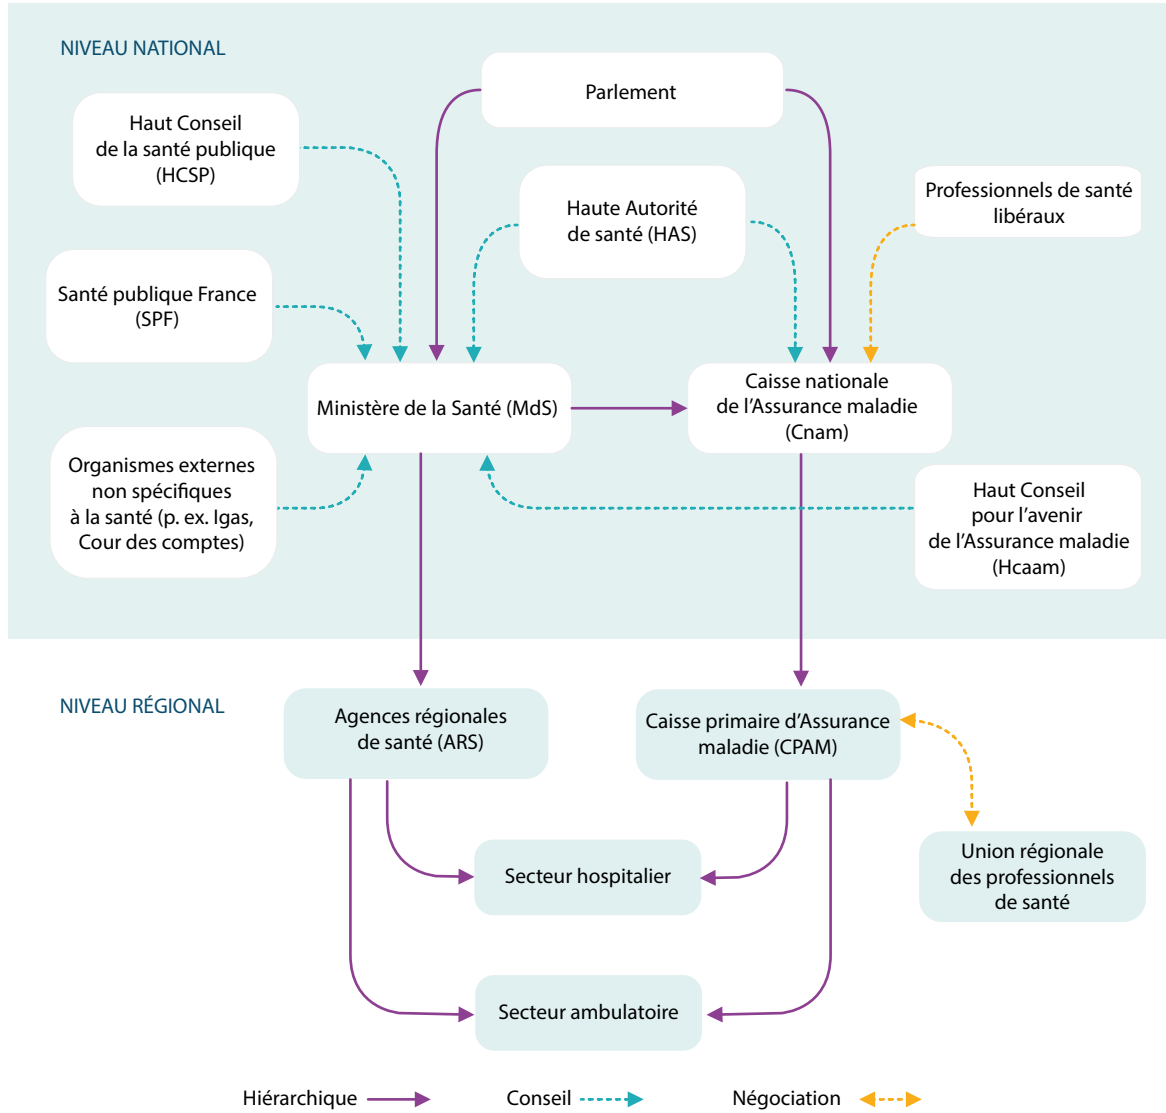 NIVEAU NATIONAL
Parlement
Haut Conseil
de la santé publique
(HCSP)
Haute Autorité
de santé (HAS)
Professionnels de santé
libéraux
Santé publique France
(SPF)
Ministère de la Santé (MdS)
Caisse nationale
de l’Assurance maladie
(Cnam)
Organismes externes
non spécifiques
à la santé (p. ex. Igas,
Cour des comptes)
Haut Conseil
pour l’avenir
de l’Assurance maladie
(Hcaam)
NIVEAU RÉGIONAL
Agences régionales
de santé (ARS)
Caisse primaire d’Assurance
maladie (CPAM)
Secteur hospitalier
Union régionale
des professionnels
de santé
Secteur ambulatoire
Hiérarchique
Conseil
Négociation